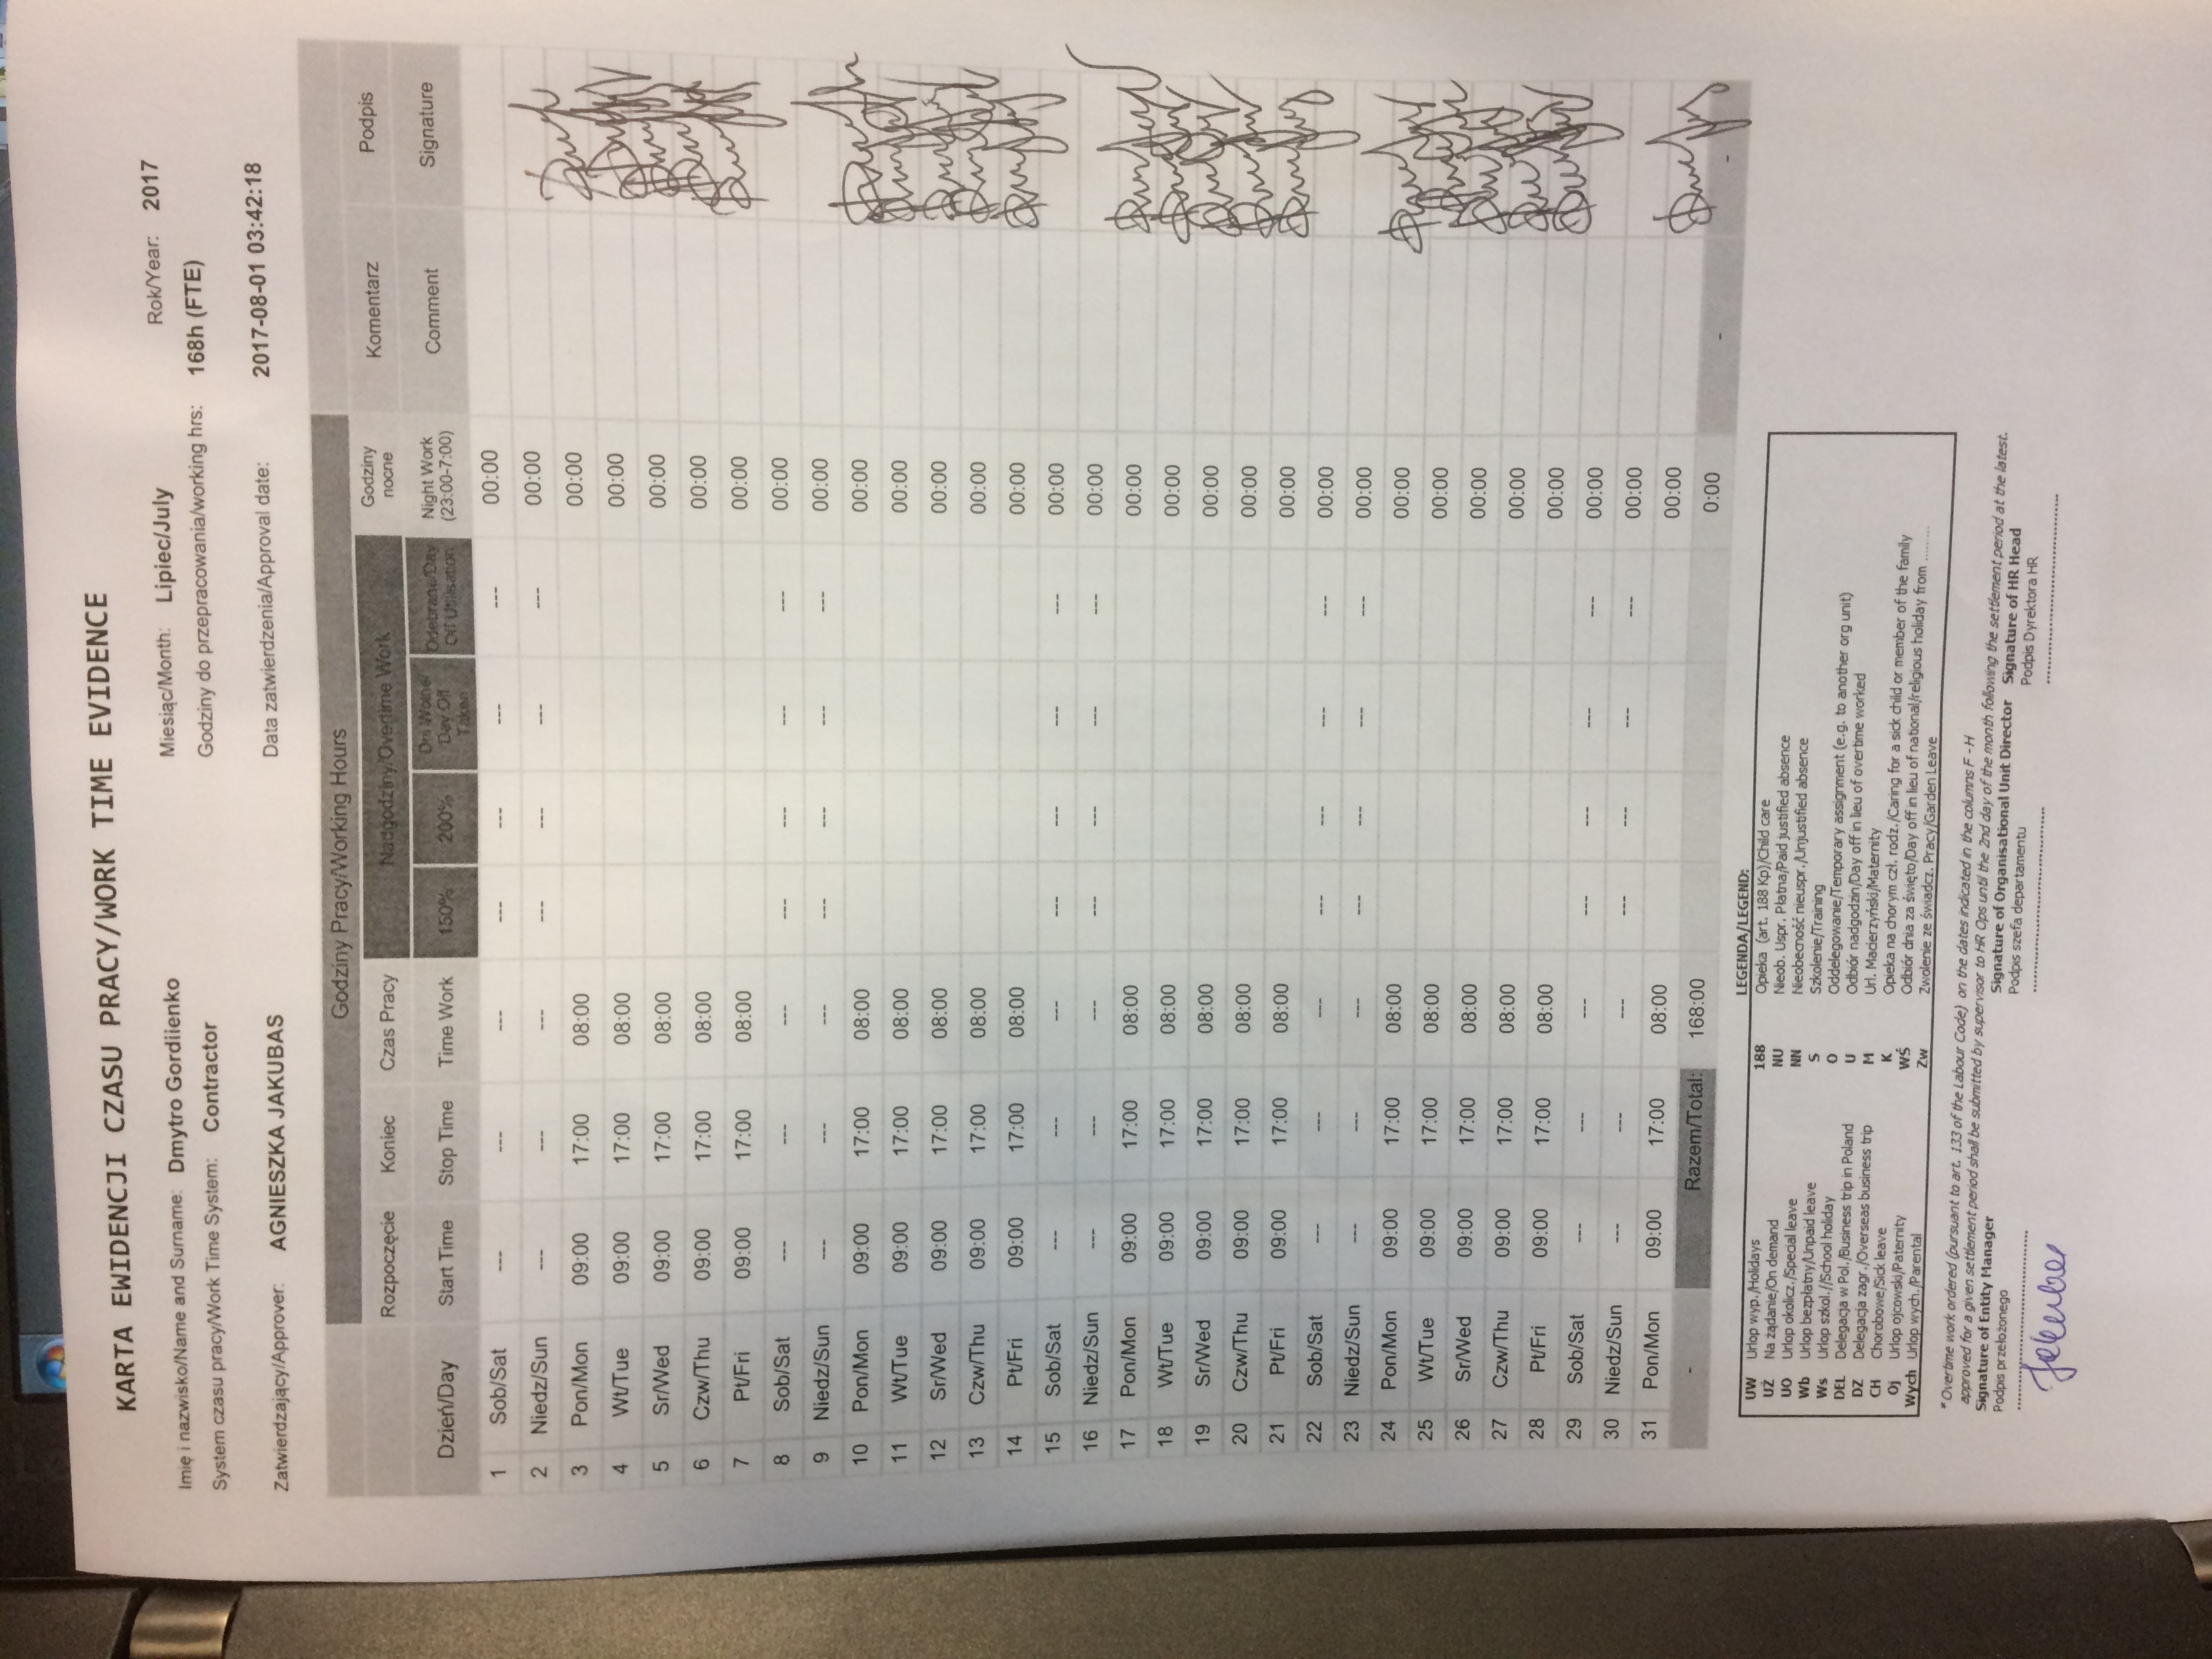 KARTA EWIDENCJI CZASU PRACY/WORK TIME EVIDENCE
Imię i nazwisko/Name and Surname: Dmytro Gordiienko Miesiąc/Month: Lipiec/July Rok/Year: 2017
System czasu pracy/Work Time System: Contractor Godziny do przepracowania/working hrs: 168h (FTE)
Zatwierdzający/Approver: AGNIESZKA JAKUBAS Data zatwierdzenia/Approval date: 2017-08-01 03:42:18
Godziny Pracy/Working Hours
Rozpoczęcie Koniec Czas Pracy Nadgodziny/Overtime Work Godziny nocne Komentarz Podpis
Dzień/Day Start Time Stop Time Time Work 150% 200% Dni Wolne/Day Off Taken Odebrane/Day Off Utilisation Night Work (23:00-7:00) Comment Signature
1 Sob/Sat --- --- --- --- --- --- --- 00:00
2 Niedz/Sun --- --- --- --- --- --- --- 00:00
3 Pon/Mon 09:00 17:00 08:00 00:00
4 Wt/Tue 09:00 17:00 08:00 00:00
5 Sr/Wed 09:00 17:00 08:00 00:00
6 Czw/Thu 09:00 17:00 08:00 00:00
7 Pt/Fri 09:00 17:00 08:00 00:00
8 Sob/Sat --- --- --- --- --- --- --- 00:00
9 Niedz/Sun --- --- --- --- --- --- --- 00:00
10 Pon/Mon 09:00 17:00 08:00 00:00
11 Wt/Tue 09:00 17:00 08:00 00:00
12 Sr/Wed 09:00 17:00 08:00 00:00
13 Czw/Thu 09:00 17:00 08:00 00:00
14 Pt/Fri 09:00 17:00 08:00 00:00
15 Sob/Sat --- --- --- --- --- --- --- 00:00
16 Niedz/Sun --- --- --- --- --- --- --- 00:00
17 Pon/Mon 09:00 17:00 08:00 00:00
18 Wt/Tue 09:00 17:00 08:00 00:00
19 Sr/Wed 09:00 17:00 08:00 00:00
20 Czw/Thu 09:00 17:00 08:00 00:00
21 Pt/Fri 09:00 17:00 08:00 00:00
22 Sob/Sat --- --- --- --- --- --- --- 00:00
23 Niedz/Sun --- --- --- --- --- --- --- 00:00
24 Pon/Mon 09:00 17:00 08:00 00:00
25 Wt/Tue 09:00 17:00 08:00 00:00
26 Sr/Wed 09:00 17:00 08:00 00:00
27 Czw/Thu 09:00 17:00 08:00 00:00
28 Pt/Fri 09:00 17:00 08:00 00:00
29 Sob/Sat --- --- --- --- --- --- --- 00:00
30 Niedz/Sun --- --- --- --- --- --- --- 00:00
31 Pon/Mon 09:00 17:00 08:00 00:00
- Razem/Total: 168:00 0:00 - -
LEGENDA/LEGEND:
UW Urlop wyp./Holidays 188 Opieka (art. 188 Kp)/Child care
UŻ Na żądanie/On demand NU Nieob. Uspr. Płatna/Paid justified absence
UO Urlop okolicz./Special leave NN Nieobecność nieuspr./Unjustified absence
Wb Urlop bezpłatny/Unpaid leave S Szkolenie/Training
Ws Urlop szkol.//School holiday O Oddelegowanie/Temporary assignment (e.g. to another org unit)
DEL Delegacja w Pol./Business trip in Poland U Odbiór nadgodzin/Day off in lieu of overtime worked
DZ Delegacja zagr./Overseas business trip M Url. Macierzyński/Maternity
CH Chorobowe/Sick leave K Opieka na chorym czł. rodz./Caring for a sick child or member of the family
Oj Urlop ojcowski/Paternity WŚ Odbiór dnia za święto/Day off in lieu of national/religious holiday from .........
Wych Urlop wych./Parental Zw Zwolenie ze świadcz. Pracy/Garden Leave
*Overtime work ordered (pursuant to art. 133 of the Labour Code) on the dates indicated in the columns F - H
approved for a given settlement period shall be submitted by supervisor to HR Ops until the 2nd day of the month following the settlement period at the latest.
Signature of Entity Manager Signature of Organisational Unit Director Signature of HR Head
Podpis przełożonego Podpis szefa departamentu Podpis Dyrektora HR